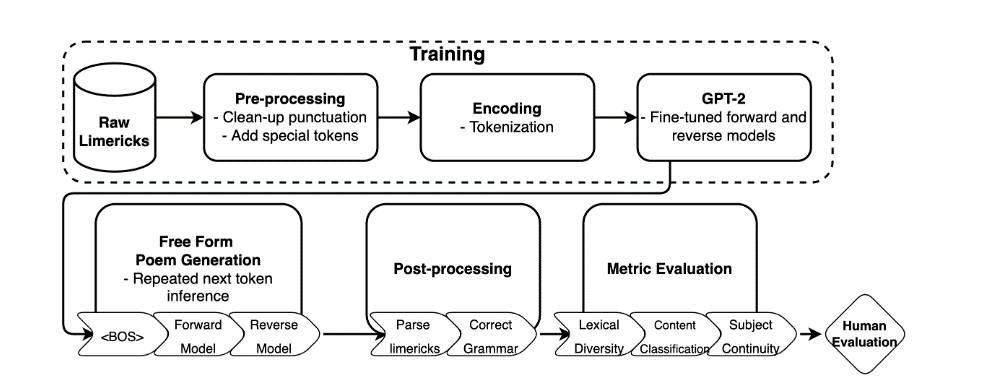 Training
Raw
Limericks
Pre-processing
- Clean-up punctuation
- Add special tokens
Encoding
- Tokenization
GPT-2
- Fine-tuned forward and
reverse models
Free Form
Poem Generation
- Repeated next token
inference
<BOS>
Forward
Model
Reverse
Model
Post-processing
Parse
limericks
Correct
Grammar
Metric Evaluation
Lexical
Diversity
Content
Classification
Subject
Continuity
Human
Evaluation